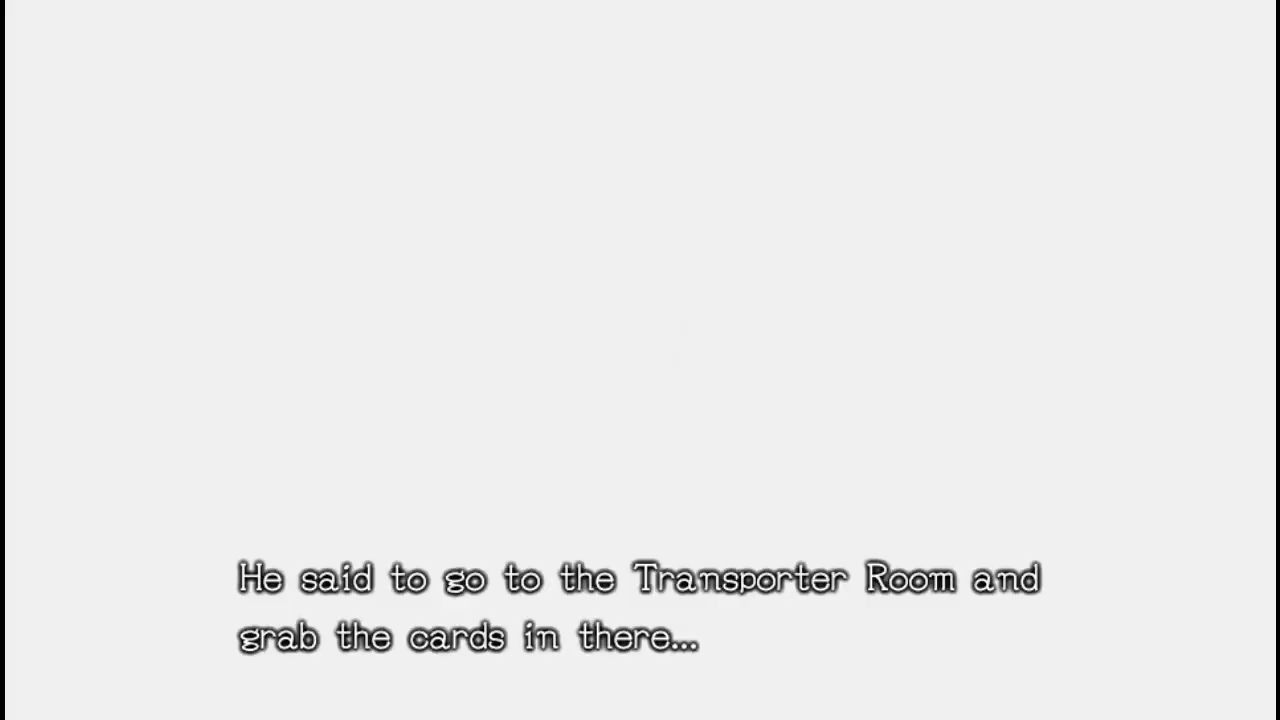 He said to go to the Transporter Room and
grab the cards in there...